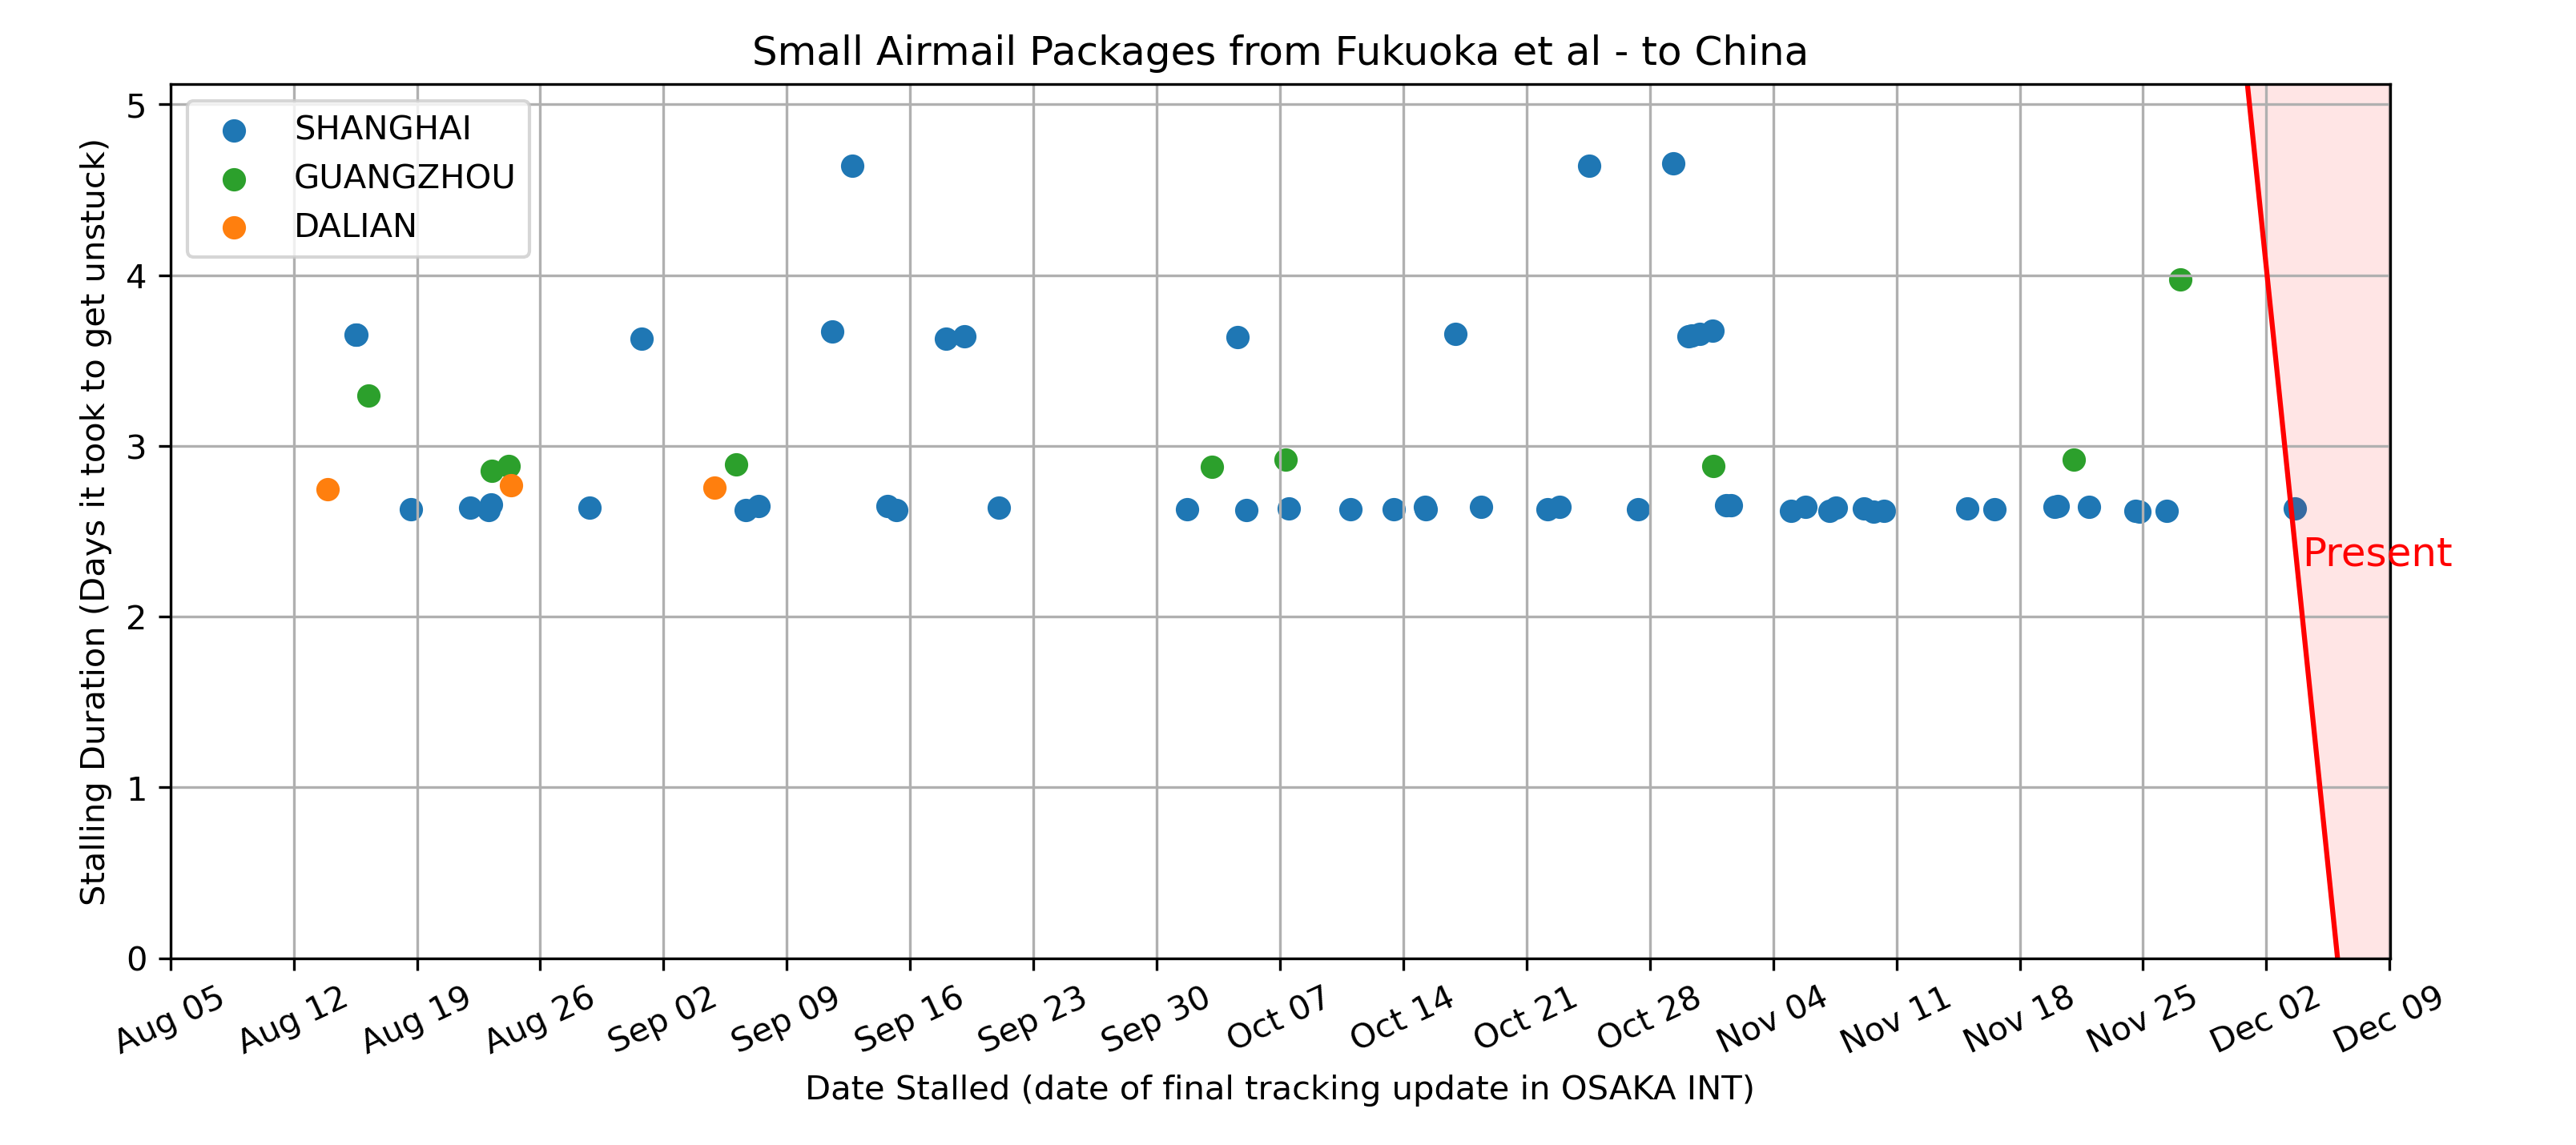 Small Airmail Packages from Fukuoka et al - to China
Stalling Duration (Days it took to get unstuck)
5
4
3
2
1
0
SHANGHAI
GUANGZHOU
DALIAN
Present
Aug 05
Aug 12
Aug 19
Aug 26
Sep 02
Sep 09
Sep 16
Sep 23
Sep 30
Oct 07
Oct 14
Oct 21
Oct 28
Nov 04
Nov 11
Nov 18
Nov 25
Dec 02
Dec 09
Date Stalled (date of final tracking update in OSAKA INT)